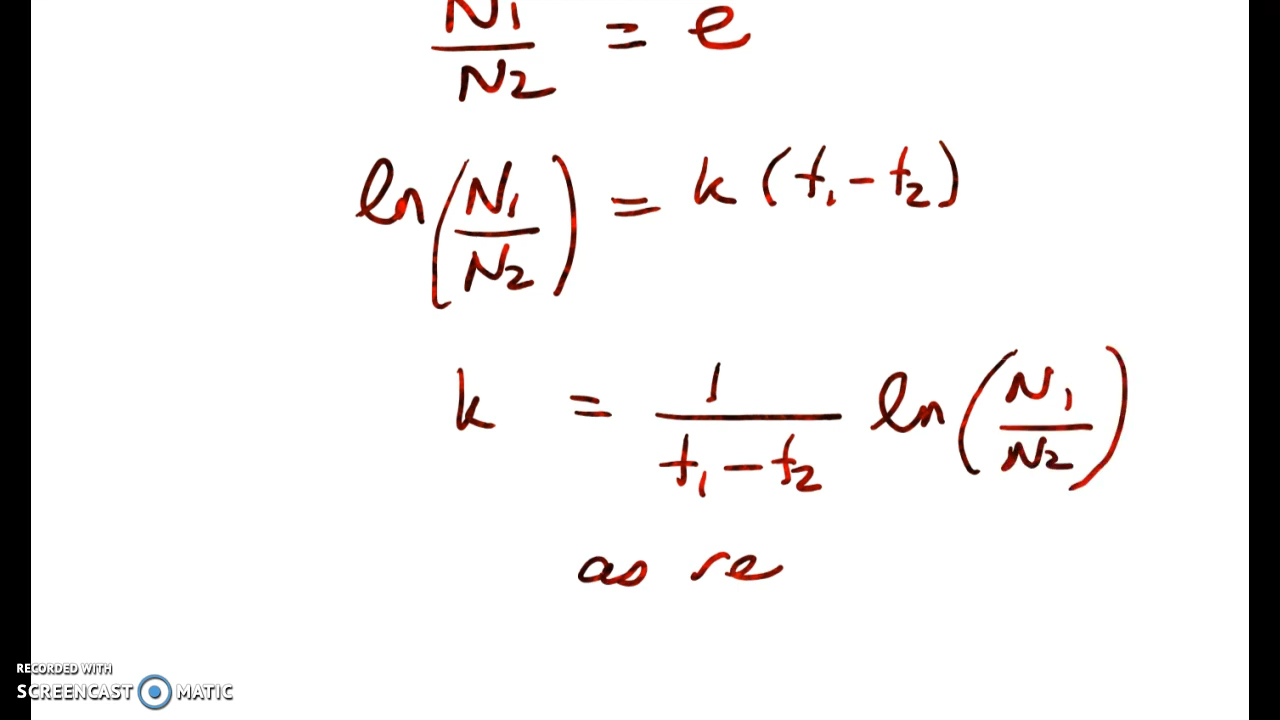 N₁/N₂ = e
ln(N₁/N₂) = k(t₁ - t₂)
k = 1/(t₁ - t₂) ln(N₁/N₂)
as re
RECORDED WITH
SCREENCAST MATIC